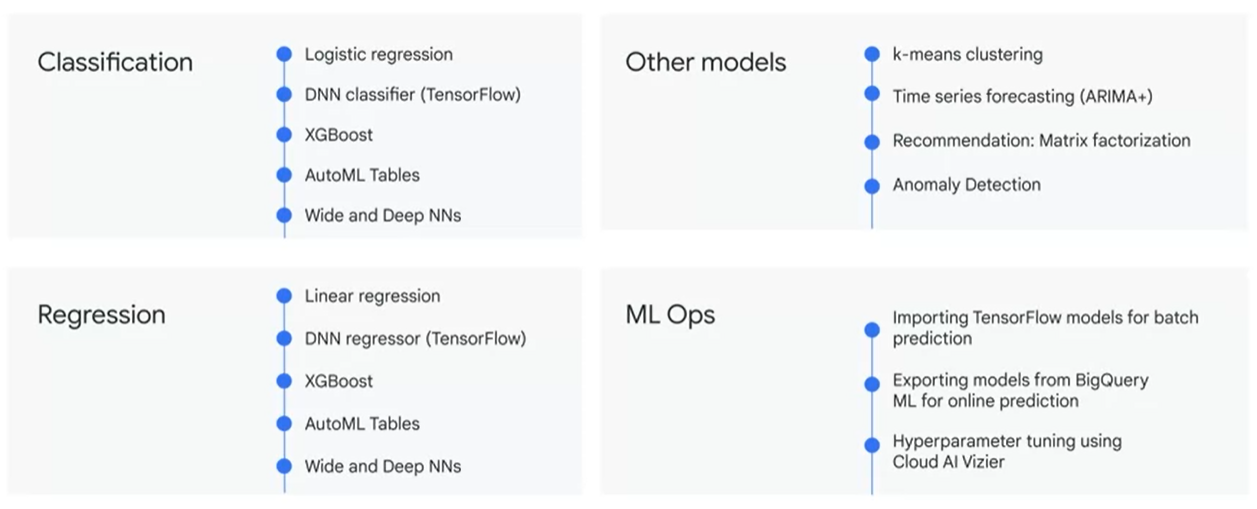 Classification
Logistic regression
DNN classifier (TensorFlow)
XGBoost
AutoML Tables
Wide and Deep NNs
Other models
k-means clustering
Time series forecasting (ARIMA+)
Recommendation: Matrix factorization
Anomaly Detection
Regression
Linear regression
DNN regressor (TensorFlow)
XGBoost
AutoML Tables
Wide and Deep NNs
ML Ops
Importing TensorFlow models for batch
prediction
Exporting models from BigQuery
ML for online prediction
Hyperparameter tuning using
Cloud AI Vizier